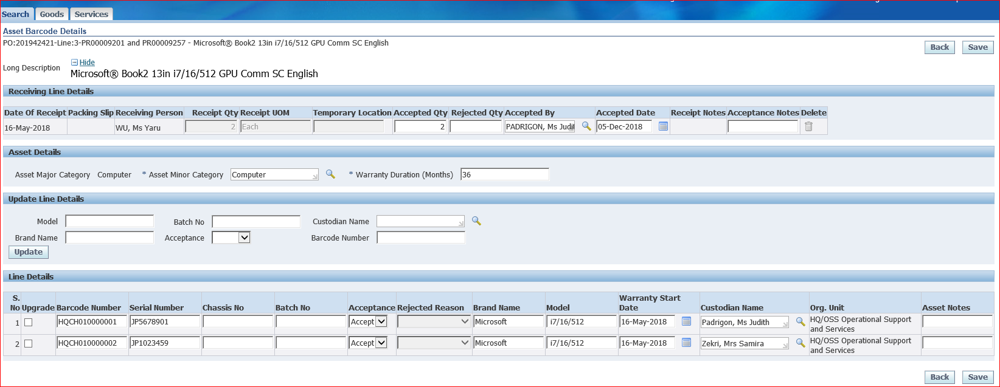 Search Goods Services
Asset Barcode Details
PO:201942421-Line:3-PR00009201 and PR00009257 - Microsoft® Book2 13in i7/16/512 GPU Comm SC English
Back Save
Hide
Long Description
Microsoft® Book2 13in i7/16/512 GPU Comm SC English
Receiving Line Details
Date Of Receipt Packing Slip Receiving Person Receipt Qty Receipt UOM Temporary Location Accepted Qty Rejected Qty Accepted By Accepted Date Receipt Notes Acceptance Notes Delete
16-May-2018 WU, Ms Yaru 2 Each 2 PADRIGON, Ms Judit 05-Dec-2018
Asset Details
Asset Major Category Computer * Asset Minor Category Computer * Warranty Duration (Months) 36
Update Line Details
Model Batch No Custodian Name
Brand Name Acceptance Barcode Number
Update
Line Details
S. No Upgrade Barcode Number Serial Number Chassis No Batch No Acceptance Rejected Reason Brand Name Model Warranty Start Date Custodian Name Org. Unit Asset Notes
1 HQCH010000001 JP5678901 Accept Microsoft i7/16/512 16-May-2018 Padrigon, Ms Judith HQ/OSS Operational Support and Services
2 HQCH010000002 JP1023459 Accept Microsoft i7/16/512 16-May-2018 Zekri, Mrs Samira HQ/OSS Operational Support and Services
Back Save